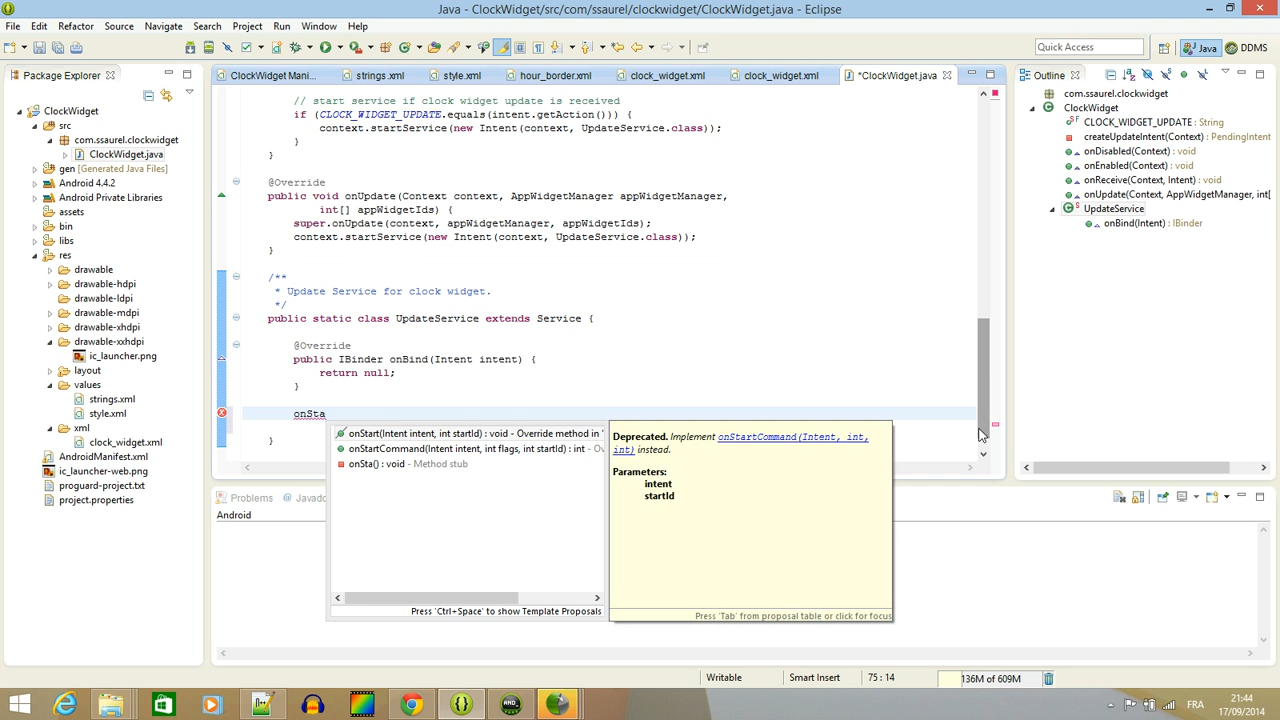 Java - ClockWidget/src/com/ssaurel/clockwidget/ClockWidget.java - Eclipse
File Edit Refactor Source Navigate Search Project Run Window Help
Quick Access
Java
DDMS
Package Explorer
ClockWidget
src
com.ssaurel.clockwidget
ClockWidget.java
gen [Generated Java Files]
Android 4.4.2
Android Private Libraries
assets
bin
libs
res
drawable
drawable-hdpi
drawable-ldpi
drawable-mdpi
drawable-xhdpi
drawable-xxhdpi
ic_launcher.png
layout
values
strings.xml
style.xml
xml
clock_widget.xml
AndroidManifest.xml
ic_launcher-web.png
proguard-project.txt
project.properties
ClockWidget Mani... strings.xml style.xml hour_border.xml clock_widget.xml clock_widget.xml *ClockWidget.java
// start service if clock widget update is received
if (CLOCK_WIDGET_UPDATE.equals(intent.getAction())) {
context.startService(new Intent(context, UpdateService.class));
}
}
@Override
public void onUpdate(Context context, AppWidgetManager appWidgetManager,
int[] appWidgetIds) {
super.onUpdate(context, appWidgetManager, appWidgetIds);
context.startService(new Intent(context, UpdateService.class));
}
/**
* Update Service for clock widget.
*/
public static class UpdateService extends Service {
@Override
public IBinder onBind(Intent intent) {
return null;
}
onSta
}
onStart(Intent intent, int startId) : void - Override method in '
onStartCommand(Intent intent, int flags, int startId) : int - Ov
onSta() : void - Method stub
Press 'Ctrl+Space' to show Template Proposals
Deprecated. Implement onStartCommand(Intent, int,
int) instead.
Parameters:
intent
startId
Press 'Tab' from proposal table or click for focus
Outline
com.ssaurel.clockwidget
ClockWidget
CLOCK_WIDGET_UPDATE : String
createUpdateIntent(Context) : PendingIntent
onDisabled(Context) : void
onEnabled(Context) : void
onReceive(Context, Intent) : void
onUpdate(Context, AppWidgetManager, int[
UpdateService
onBind(Intent) : IBinder
Problems Javado
Android
Writable Smart Insert 75 : 14 136M of 609M
FRA
21:44
17/09/2014